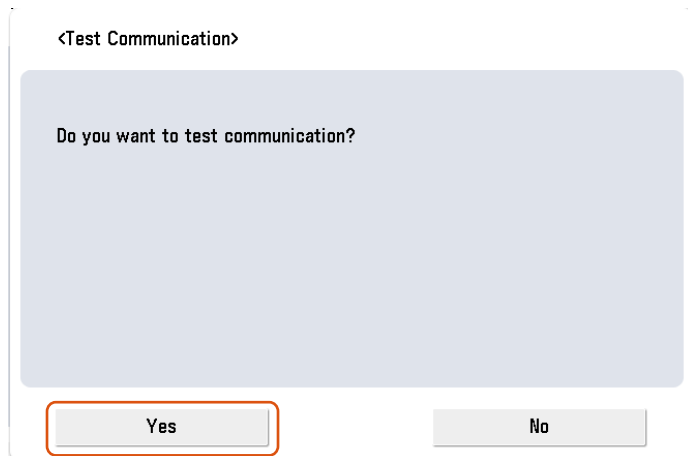 <Test Communication>
Do you want to test communication?
Yes
No